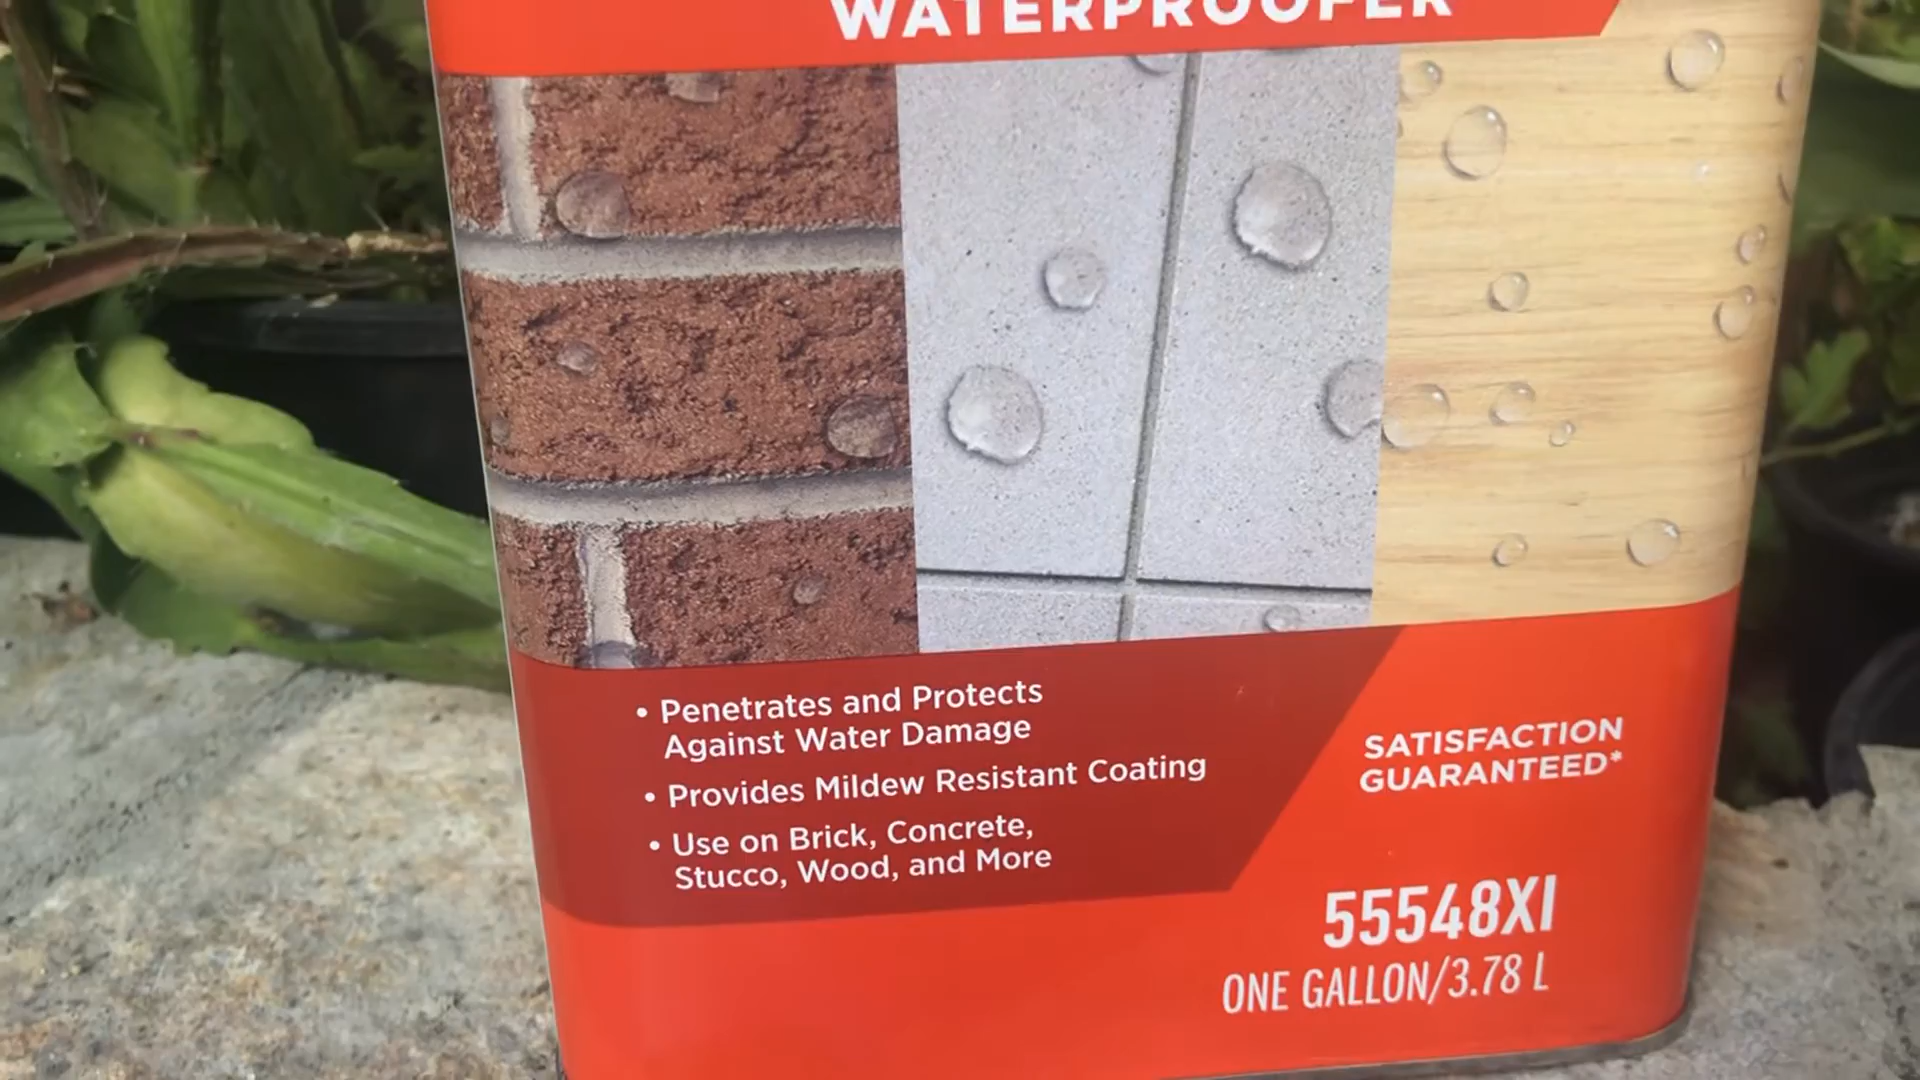 WATERPROOFER
• Penetrates and Protects
Against Water Damage
• Provides Mildew Resistant Coating
• Use on Brick, Concrete,
Stucco, Wood, and More
SATISFACTION
GUARANTEED*
55548XI
ONE GALLON/3.78 L